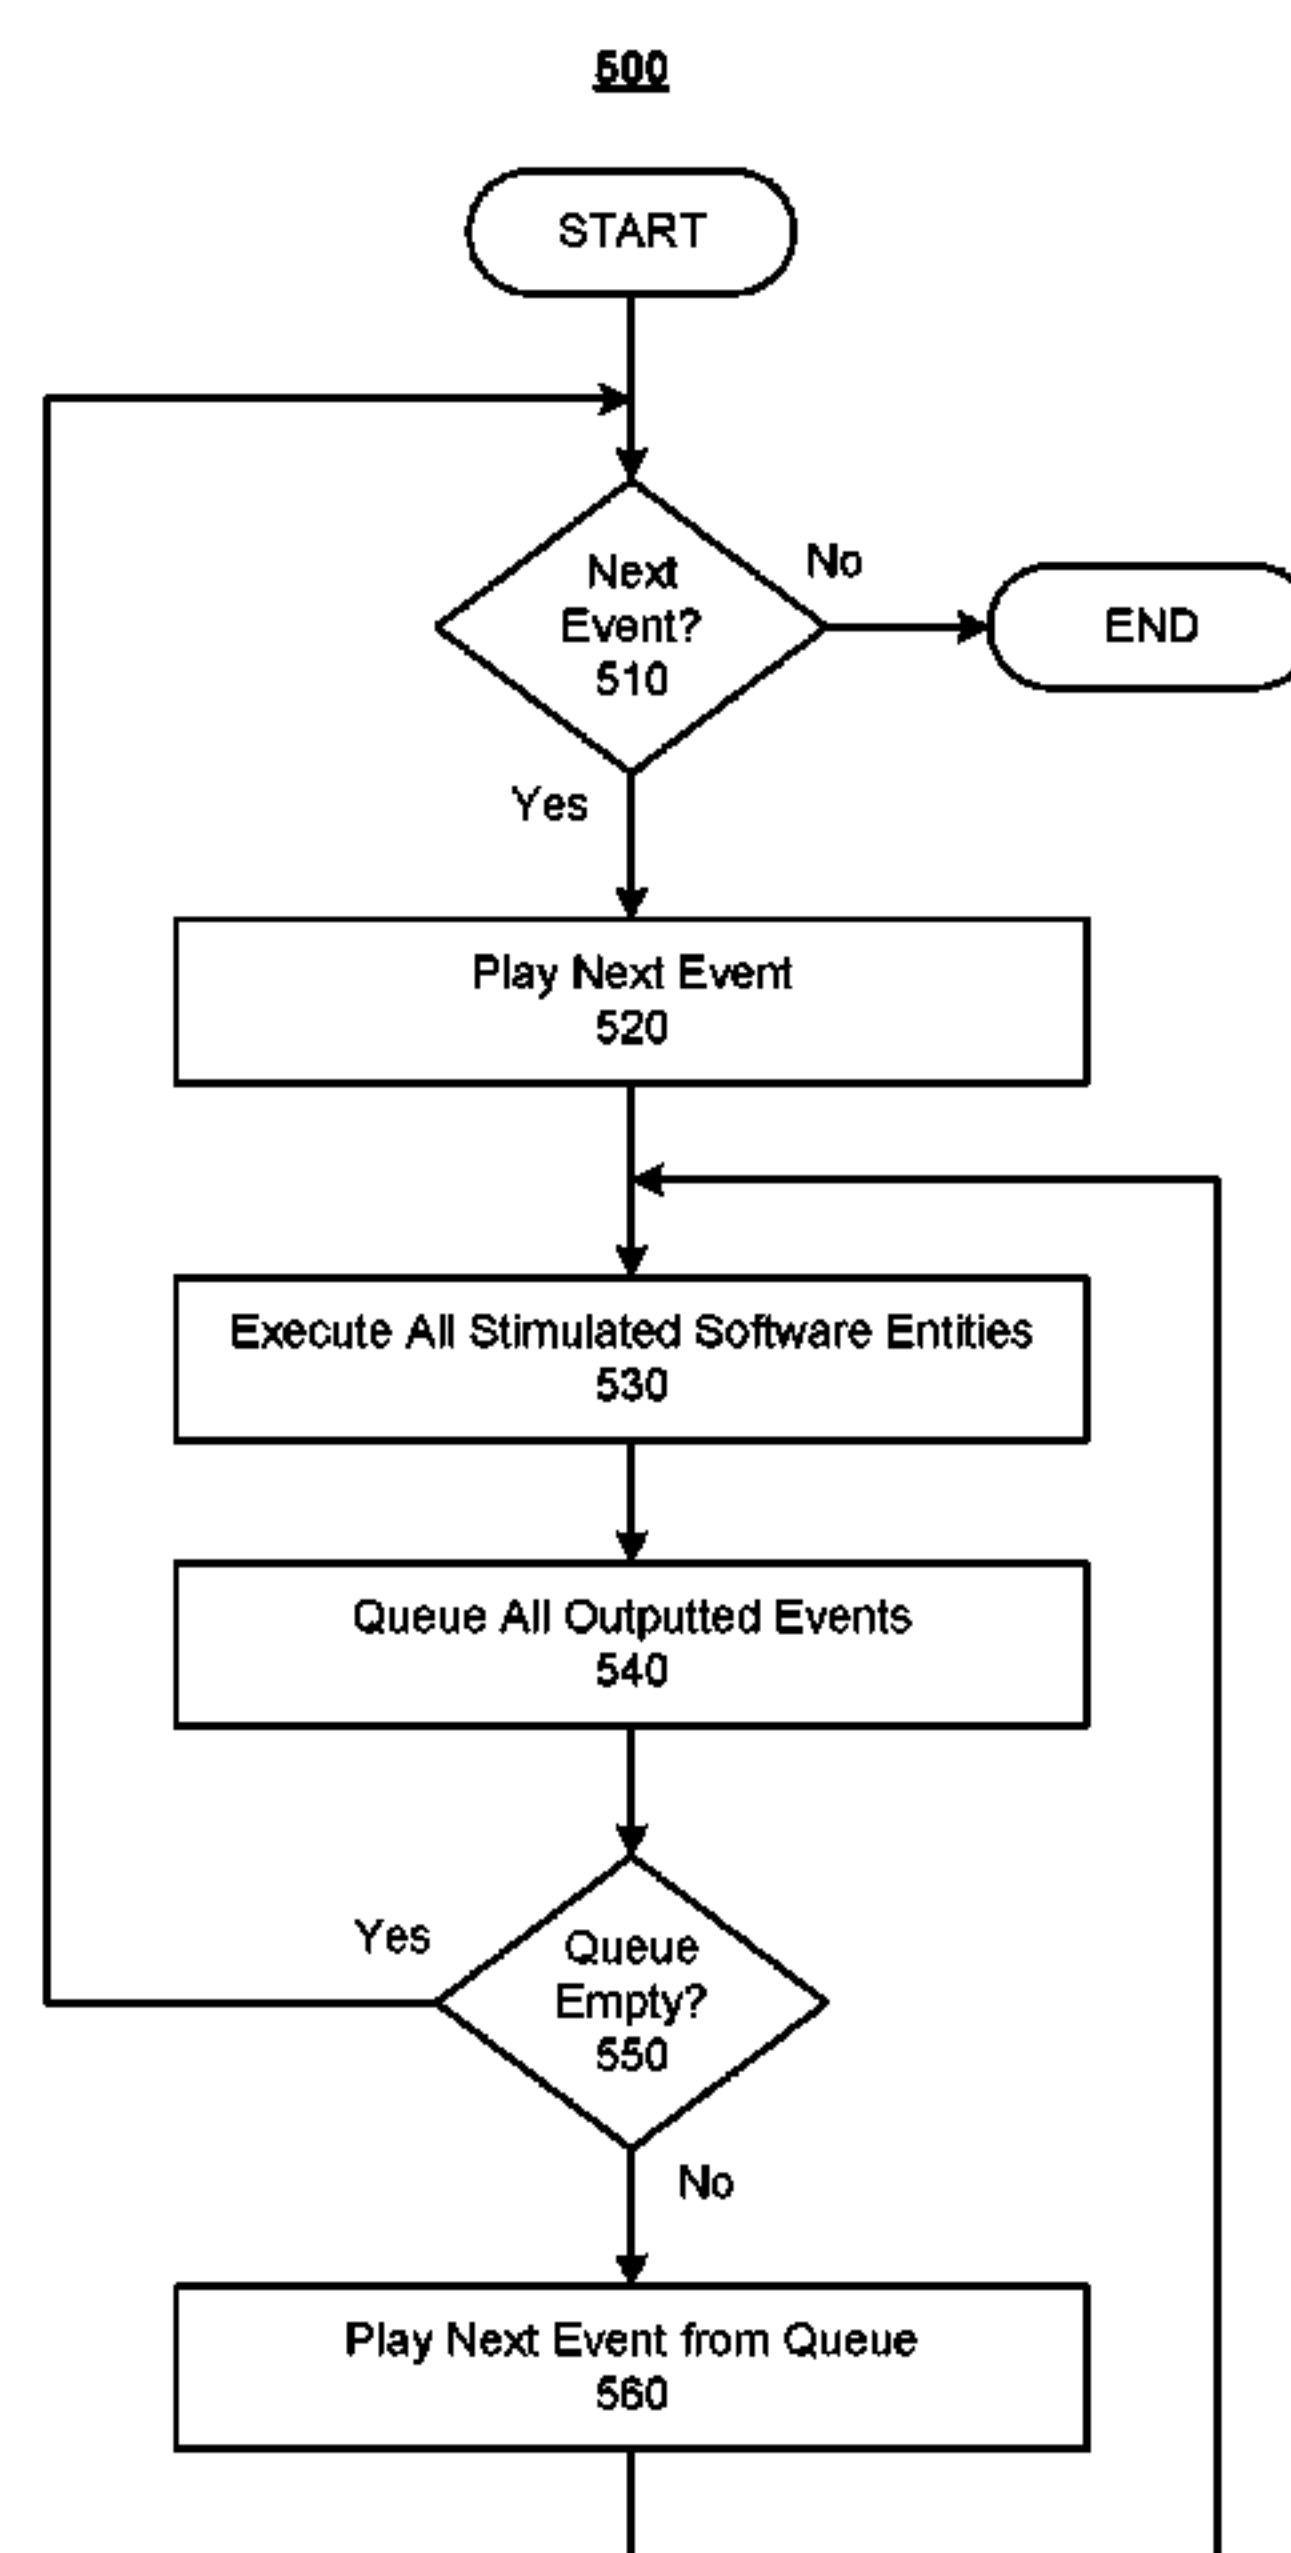 500
START
Next
Event?
510
No
END
Yes
Play Next Event
520
Execute All Stimulated Software Entities
530
Queue All Outputted Events
540
Yes
Queue
Empty?
550
No
Play Next Event from Queue
560